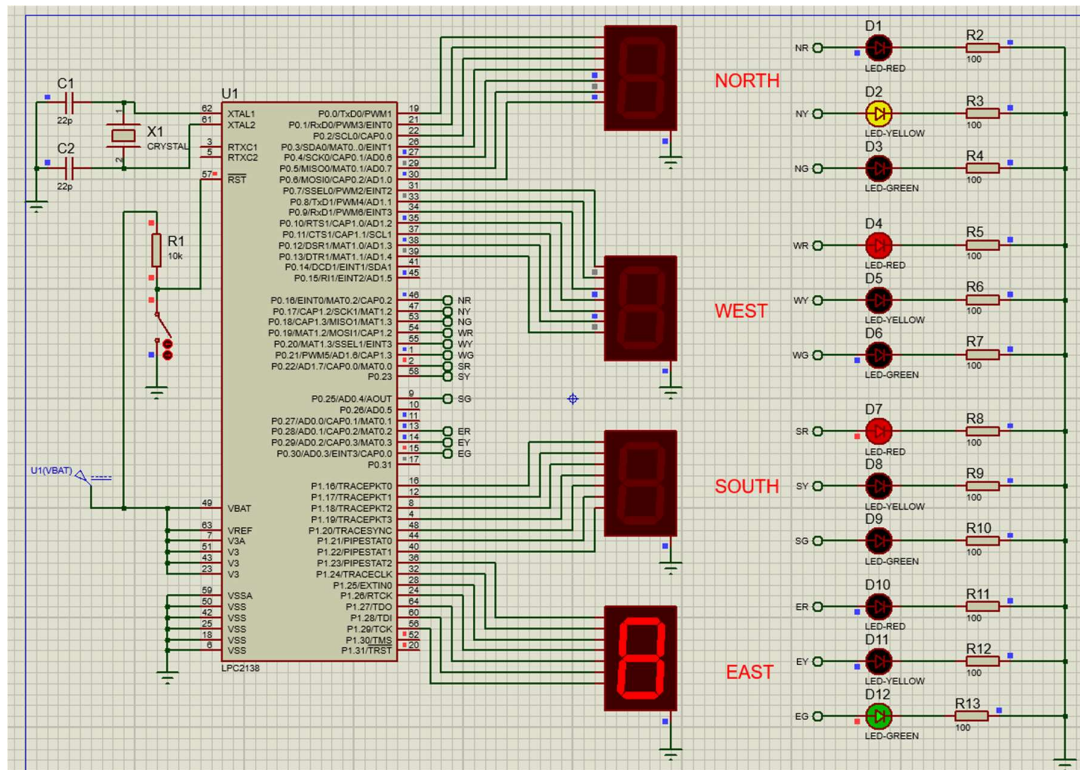 C1
22p
C2
22p
X1
CRYSTAL
1
2
R1
10k
U1(VBAT)
U1
62 XTAL1
61 XTAL2
3 RTXC1
5 RTXC2
57 RST
49 VBAT
63 VREF
7 V3A
51 V3
43 V3
23 V3
59 VSSA
50 VSS
42 VSS
25 VSS
18 VSS
6 VSS
LPC2138
P0.0/TxD0/PWM1 19
P0.1/RxD0/PWM3/EINT0 21
P0.2/SCL0/CAP0.0 22
P0.3/SDA0/MAT0..0/EINT1 26
P0.4/SCK0/CAP0.1/AD0.6 27
P0.5/MISO0/MAT0.1/AD0.7 29
P0.6/MOSI0/CAP0.2/AD1.0 30
P0.7/SSEL0/PWM2/EINT2 31
P0.8/TxD1/PWM4/AD1.1 33
P0.9/RxD1/PWM6/EINT3 34
P0.10/RTS1/CAP1.0/AD1.2 35
P0.11/CTS1/CAP1.1/SCL1 37
P0.12/DSR1/MAT1.0/AD1.3 38
P0.13/DTR1/MAT1.1/AD1.4 39
P0.14/DCD1/EINT1/SDA1 41
P0.15/RI1/EINT2/AD1.5 45
P0.16/EINT0/MAT0.2/CAP0.2 46 NR
P0.17/CAP1.2/SCK1/MAT1.2 47 NY
P0.18/CAP1.3/MISO1/MAT1.3 53 NG
P0.19/MAT1.2/MOSI1/CAP1.2 54 WR
P0.20/MAT1.3/SSEL1/EINT3 55 WY
P0.21/PWM5/AD1.6/CAP1.3 1 WG
P0.22/AD1.7/CAP0.0/MAT0.0 2 SR
P0.23 58 SY
P0.25/AD0.4/AOUT 9 SG
P0.26/AD0.5 10
P0.27/AD0.0/CAP0.1/MAT0.1 11
P0.28/AD0.1/CAP0.2/MAT0.2 13 ER
P0.29/AD0.2/CAP0.3/MAT0.3 14 EY
P0.30/AD0.3/EINT3/CAP0.0 15 EG
P0.31 17
P1.16/TRACEPKT0 16
P1.17/TRACEPKT1 12
P1.18/TRACEPKT2 8
P1.19/TRACEPKT3 4
P1.20/TRACESYNC 48
P1.21/PIPESTAT0 44
P1.22/PIPESTAT1 40
P1.23/PIPESTAT2 36
P1.24/TRACECLK 32
P1.25/EXTIN0 28
P1.26/RTCK 24
P1.27/TDO 64
P1.28/TDI 60
P1.29/TCK 56
P1.30/TMS 52
P1.31/TRST 20
NORTH
WEST
SOUTH
8
EAST
D1
NR
LED-RED
R2
100
D2
NY
LED-YELLOW
R3
100
D3
NG
LED-GREEN
R4
100
D4
WR
LED-RED
R5
100
D5
WY
LED-YELLOW
R6
100
D6
WG
LED-GREEN
R7
100
D7
SR
LED-RED
R8
100
D8
SY
LED-YELLOW
R9
100
D9
SG
LED-GREEN
R10
100
D10
ER
LED-RED
R11
100
D11
EY
LED-YELLOW
R12
100
D12
EG
LED-GREEN
R13
100